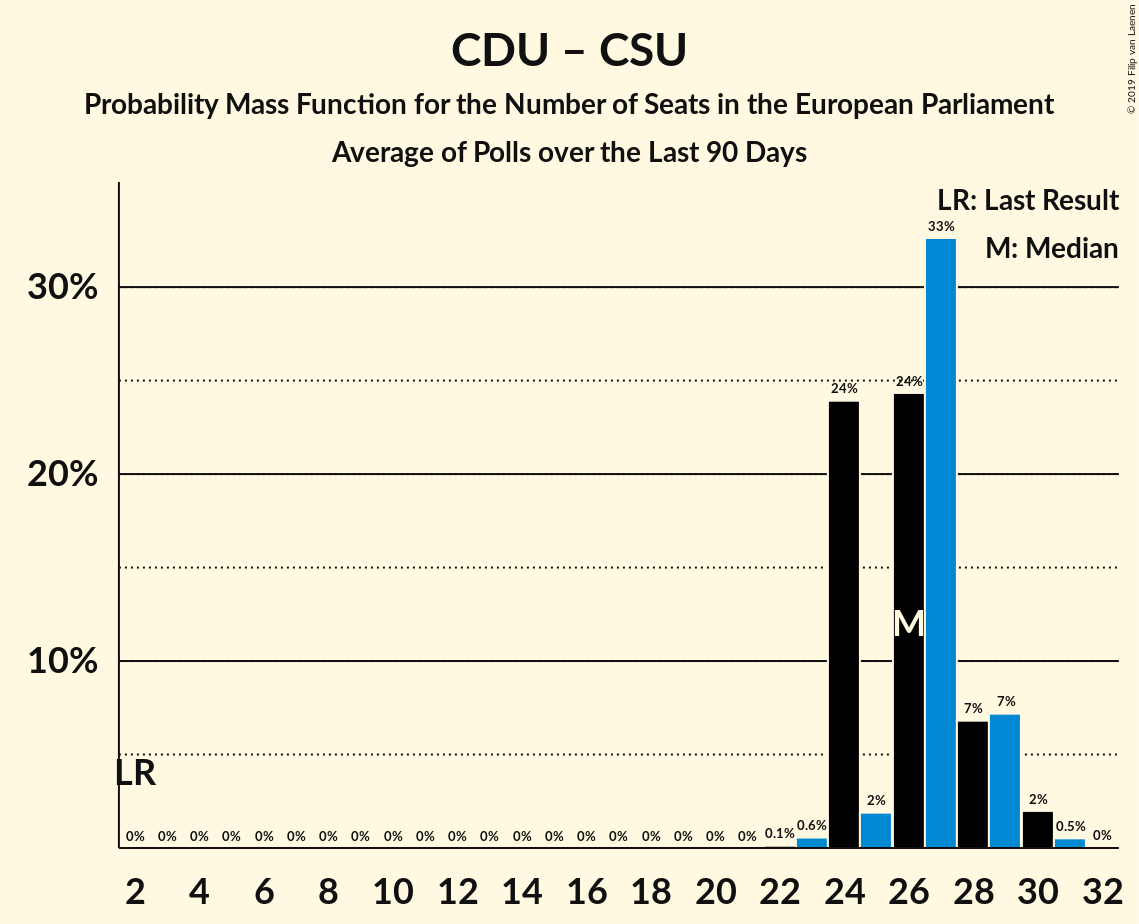 CDU – CSU
Probability Mass Function for the Number of Seats in the European Parliament
Average of Polls over the Last 90 Days
© 2019 Filip van Laenen
LR: Last Result
M: Median
33%
30%
24%
24%
20%
M
10%
7%
7%
LR
2%
2%
0% 0% 0% 0% 0% 0% 0% 0% 0% 0% 0% 0% 0% 0% 0% 0% 0% 0% 0% 0% 0.1% 0.6% 0.5% 0%
2 4 6 8 10 12 14 16 18 20 22 24 26 28 30 32